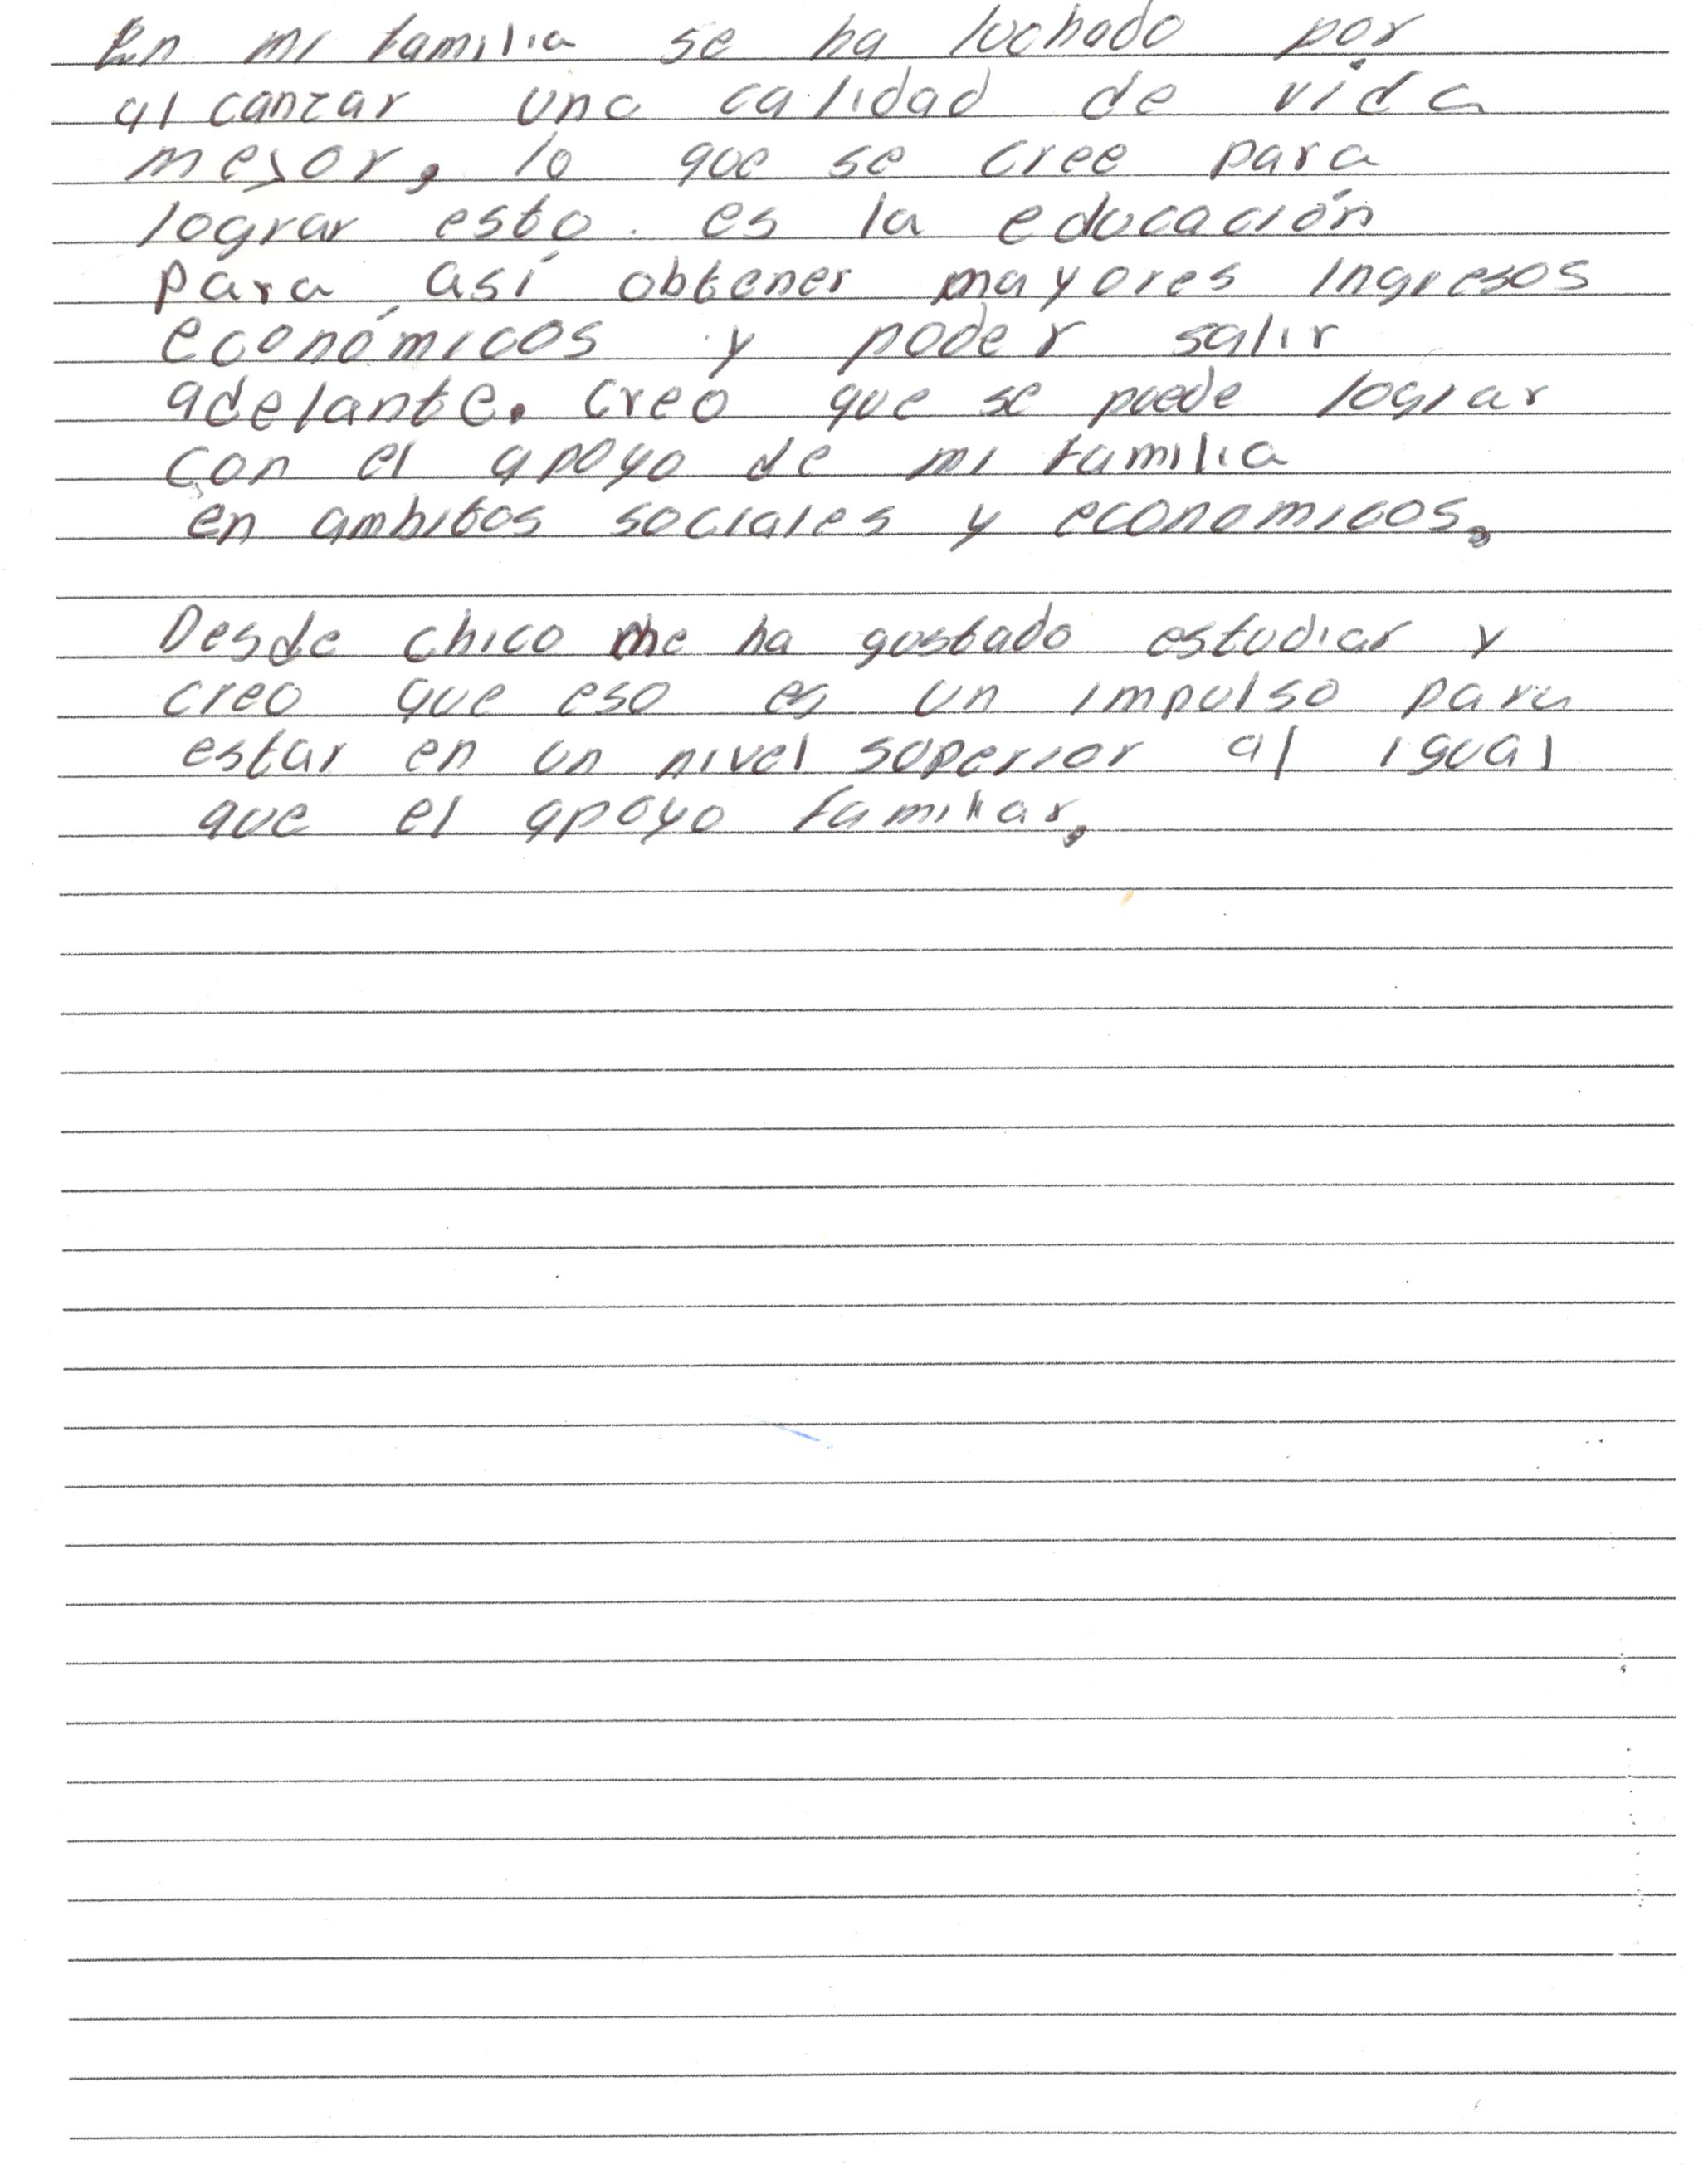 En mi familia se ha luchado por
alcanzar una calidad de vida
mejor, lo que se cree para
lograr esto. es la educación
para así obtener mayores ingresos
económicos y poder salir
adelante. Creo que se puede lograr
con el apoyo de mi familia
en ambitos sociales y economicos.
Desde chico me ha gustado estudiar y
creo que eso es un impulso para
estar en un nivel superior al igual
que el apoyo familiar.